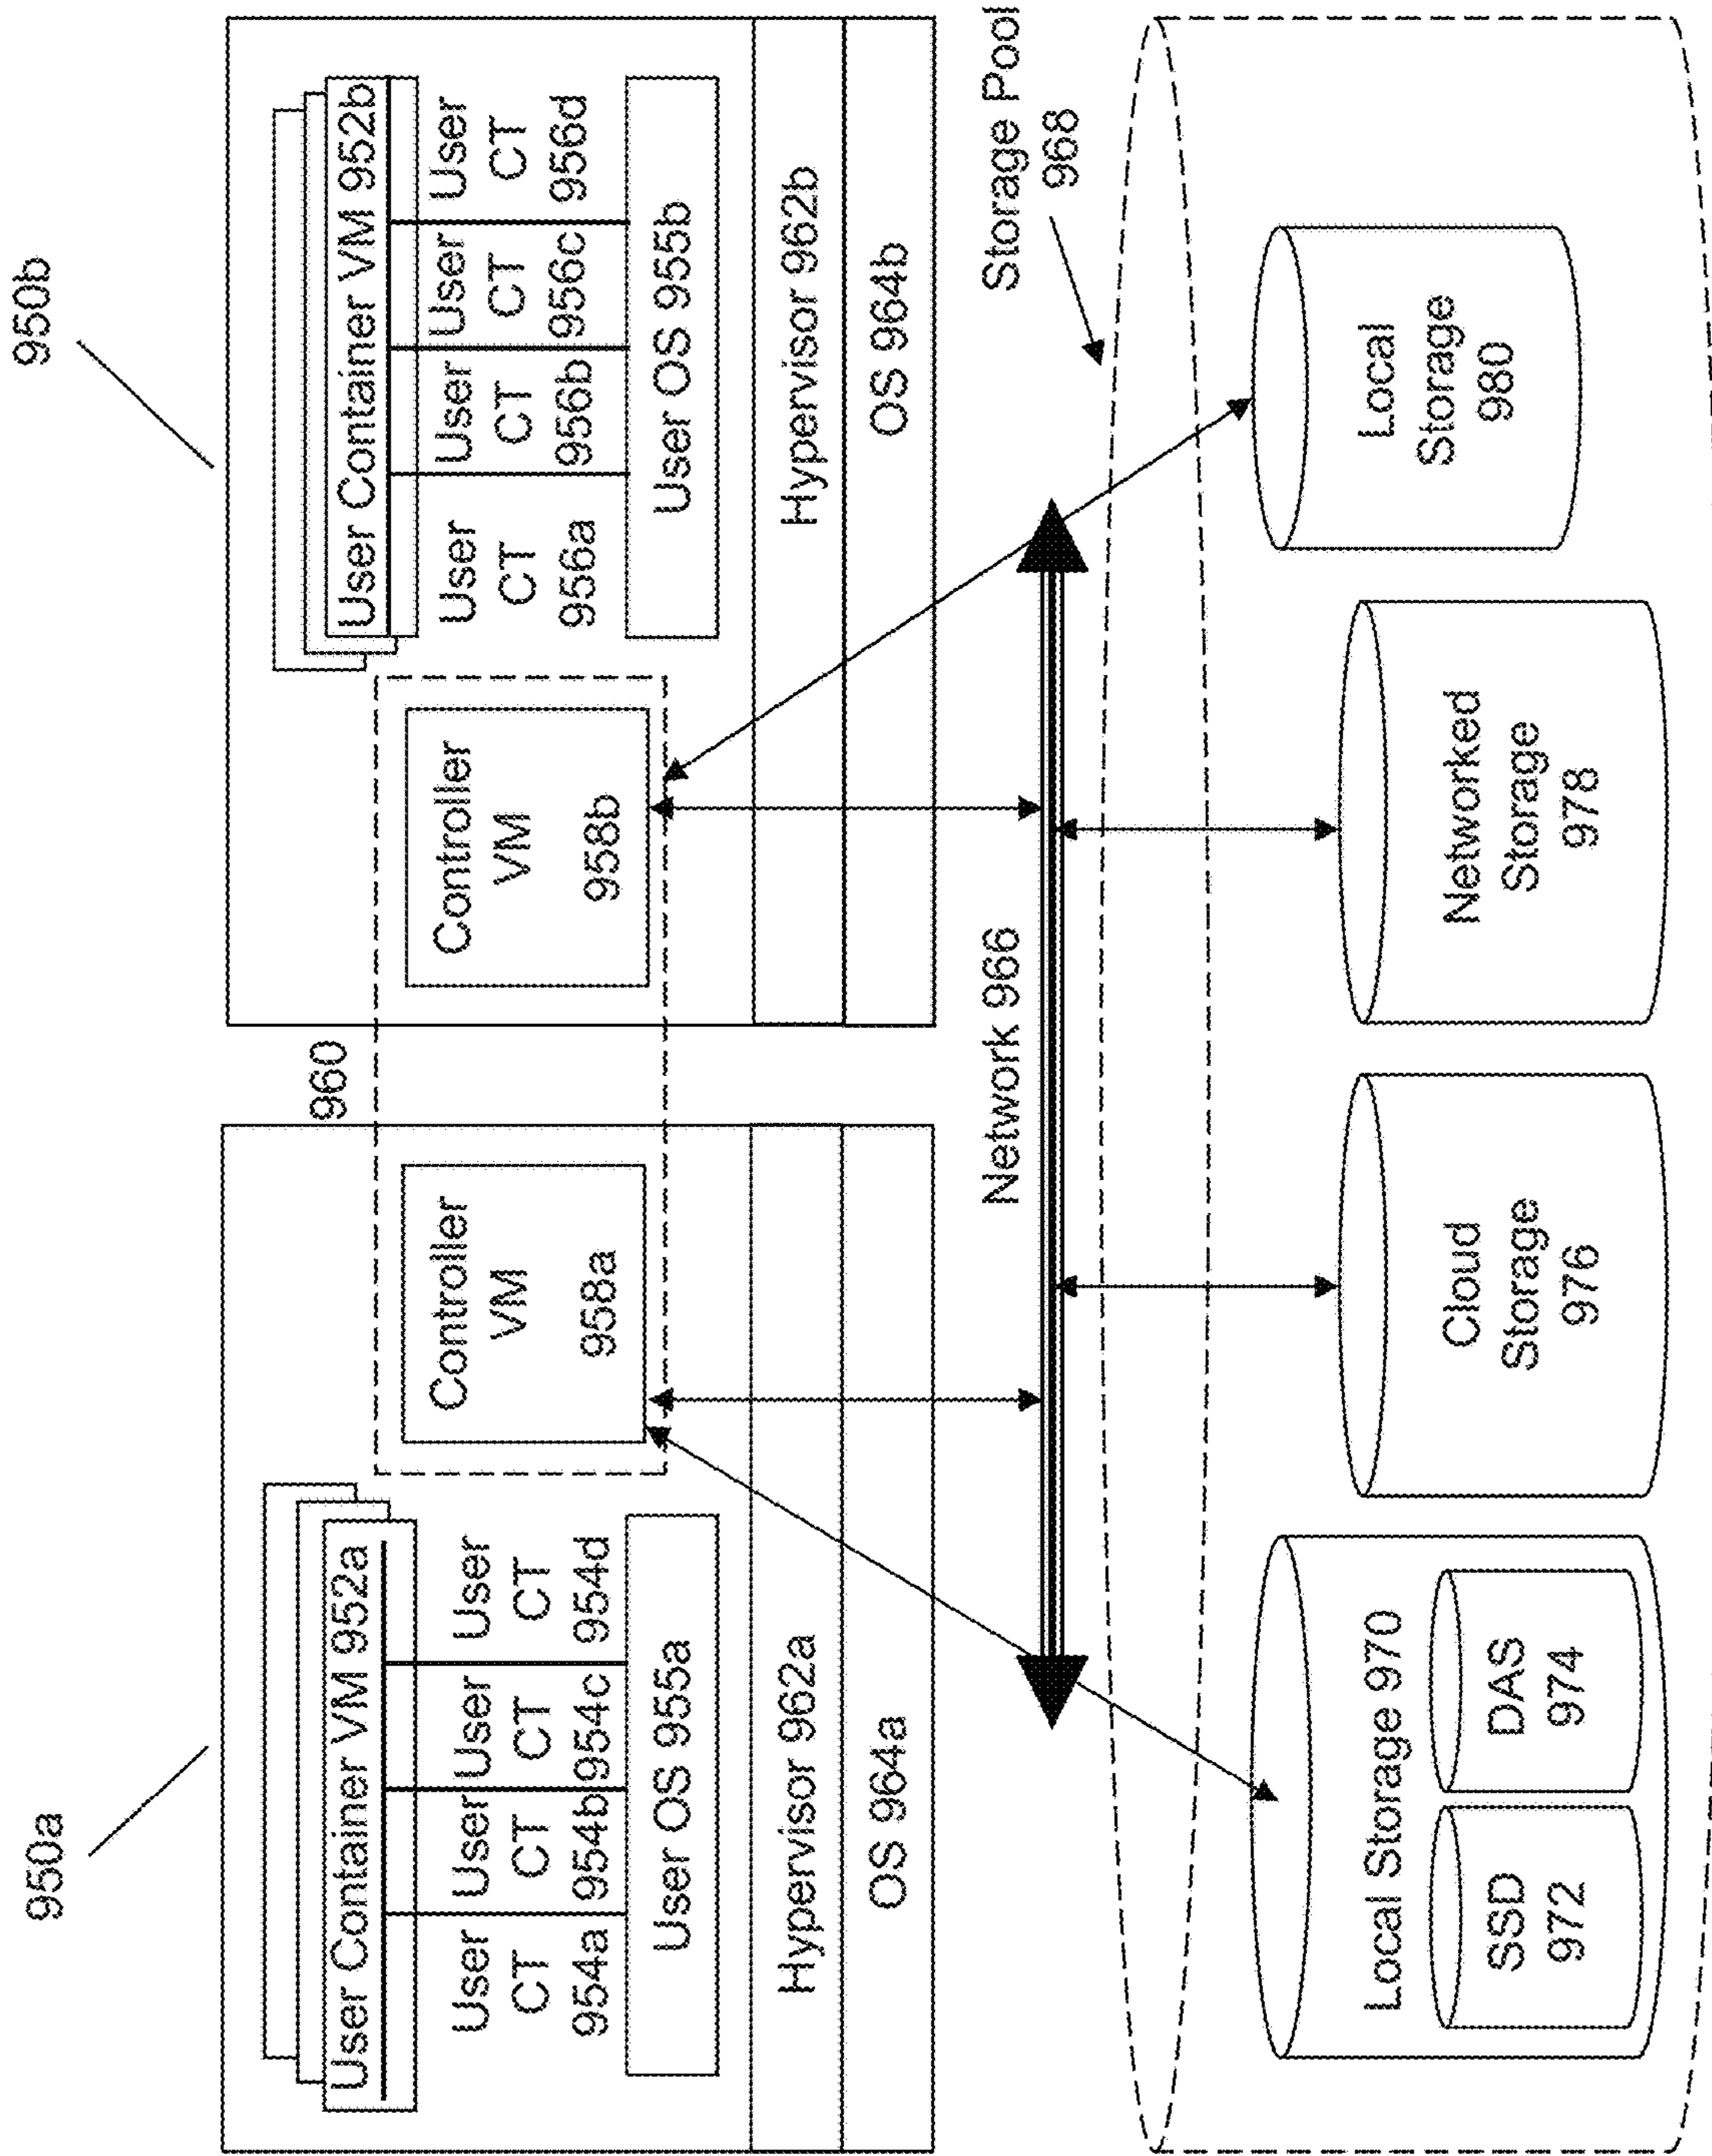 950a
950b
User Container VM 952a
User
CT
954a
User
CT
954b
User
CT
954c
User
CT
954d
User OS 955a
Controller
VM
958a
Hypervisor 962a
OS 964a
960
Controller
VM
958b
User Container VM 952b
User
CT
956a
User
CT
956b
User
CT
956c
User
CT
956d
User OS 955b
Hypervisor 962b
OS 964b
Network 966
Storage Pool
968
Local Storage 970
SSD
972
DAS
974
Cloud
Storage
976
Networked
Storage
978
Local
Storage
980